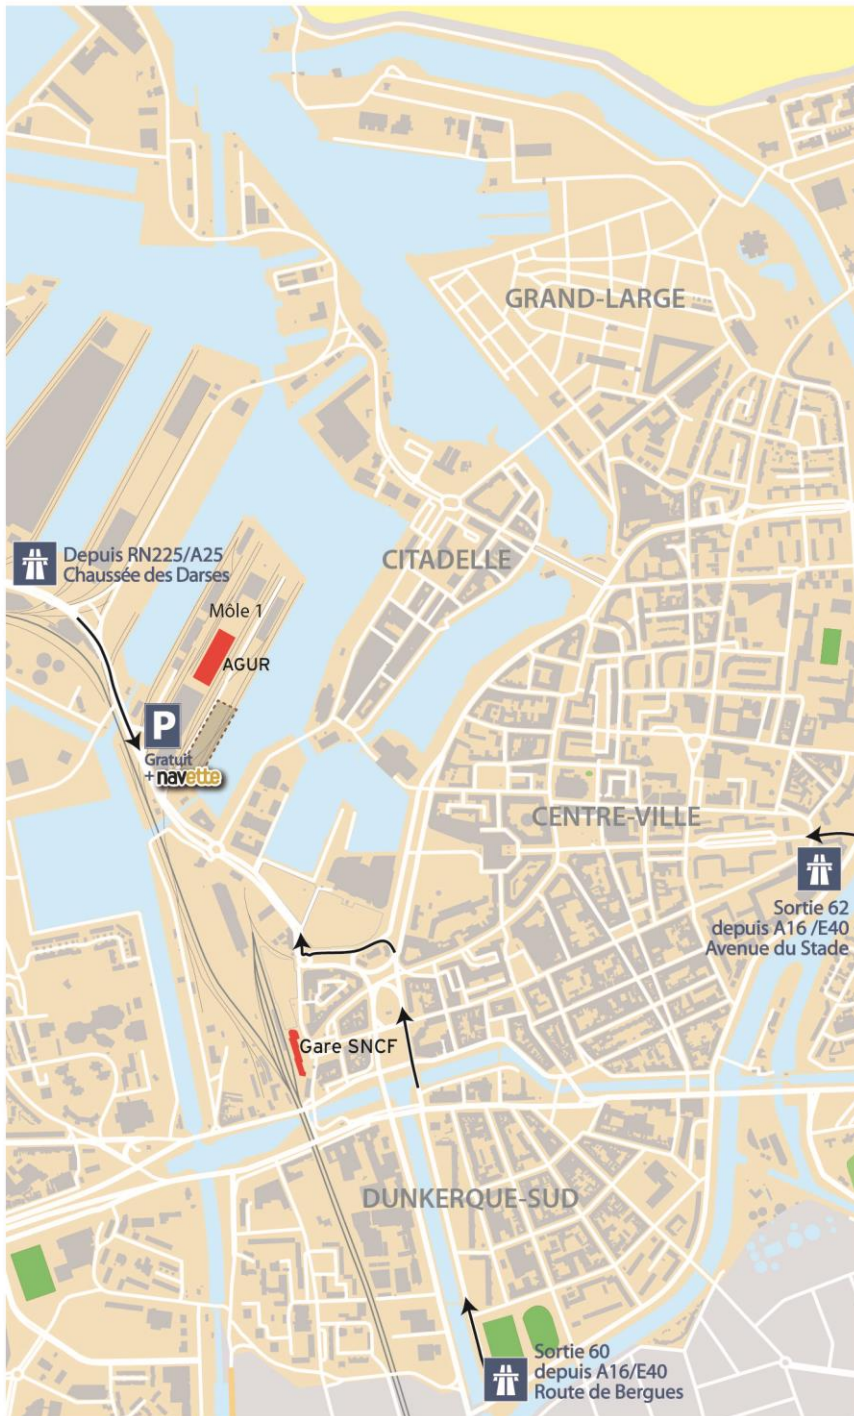 GRAND-LARGE
Depuis RN225/A25
Chaussée des Darses
CITADELLE
Môle 1
AGUR
P
Gratuit
+ navette
CENTRE-VILLE
Sortie 62
depuis A16 /E40
Avenue du Stade
Gare SNCF
DUNKERQUE-SUD
Sortie 60
depuis A16/E40
Route de Bergues